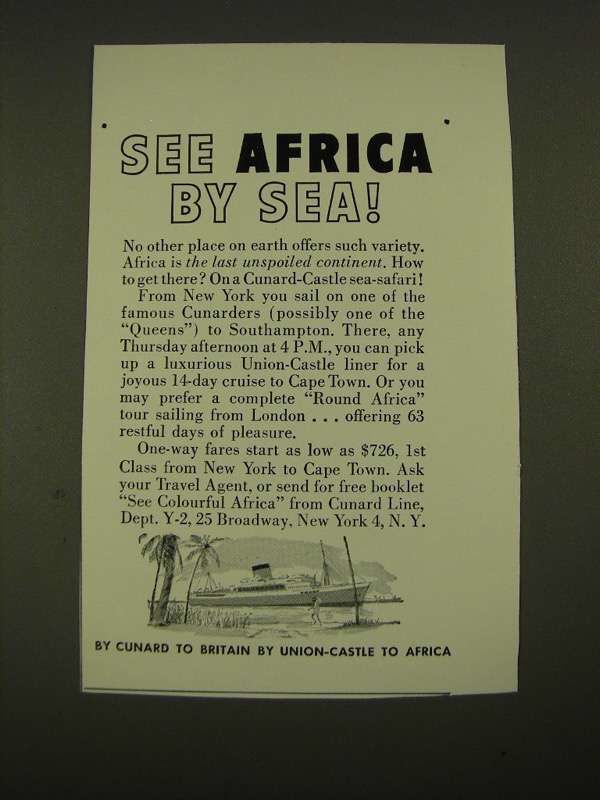 SEE AFRICA
BY SEA!
No other place on earth offers such variety.
Africa is the last unspoiled continent. How
to get there? On a Cunard-Castle sea-safari!
From New York you sail on one of the
famous Cunarders (possibly one of the
“Queens”) to Southampton. There, any
Thursday afternoon at 4 P.M., you can pick
up a luxurious Union-Castle liner for a
joyous 14-day cruise to Cape Town. Or you
may prefer a complete “Round Africa”
tour sailing from London . . . offering 63
restful days of pleasure.
One-way fares start as low as $726, 1st
Class from New York to Cape Town. Ask
your Travel Agent, or send for free booklet
“See Colourful Africa” from Cunard Line,
Dept. Y-2, 25 Broadway, New York 4, N. Y.
BY CUNARD TO BRITAIN BY UNION-CASTLE TO AFRICA